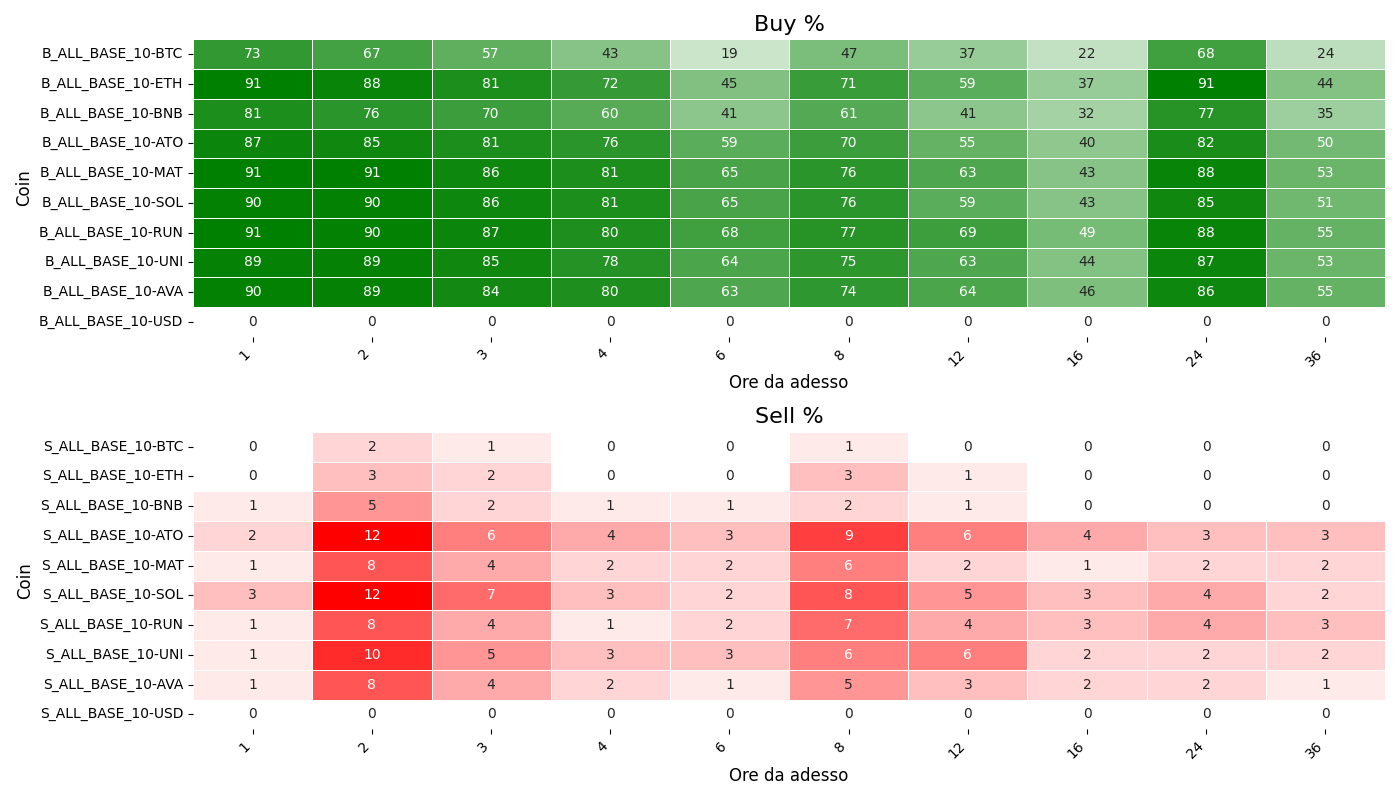 Buy %
Coin
B_ALL_BASE_10-BTC 73 67 57 43 19 47 37 22 68 24
B_ALL_BASE_10-ETH 91 88 81 72 45 71 59 37 91 44
B_ALL_BASE_10-BNB 81 76 70 60 41 61 41 32 77 35
B_ALL_BASE_10-ATO 87 85 81 76 59 70 55 40 82 50
B_ALL_BASE_10-MAT 91 91 86 81 65 76 63 43 88 53
B_ALL_BASE_10-SOL 90 90 86 81 65 76 59 43 85 51
B_ALL_BASE_10-RUN 91 90 87 80 68 77 69 49 88 55
B_ALL_BASE_10-UNI 89 89 85 78 64 75 63 44 87 53
B_ALL_BASE_10-AVA 90 89 84 80 63 74 64 46 86 55
B_ALL_BASE_10-USD 0 0 0 0 0 0 0 0 0 0
1 2 3 4 6 8 12 16 24 36
Ore da adesso
Sell %
Coin
S_ALL_BASE_10-BTC 0 2 1 0 0 1 0 0 0 0
S_ALL_BASE_10-ETH 0 3 2 0 0 3 1 0 0 0
S_ALL_BASE_10-BNB 1 5 2 1 1 2 1 0 0 0
S_ALL_BASE_10-ATO 2 12 6 4 3 9 6 4 3 3
S_ALL_BASE_10-MAT 1 8 4 2 2 6 2 1 2 2
S_ALL_BASE_10-SOL 3 12 7 3 2 8 5 3 4 2
S_ALL_BASE_10-RUN 1 8 4 1 2 7 4 3 4 3
S_ALL_BASE_10-UNI 1 10 5 3 3 6 6 2 2 2
S_ALL_BASE_10-AVA 1 8 4 2 1 5 3 2 2 1
S_ALL_BASE_10-USD 0 0 0 0 0 0 0 0 0 0
1 2 3 4 6 8 12 16 24 36
Ore da adesso